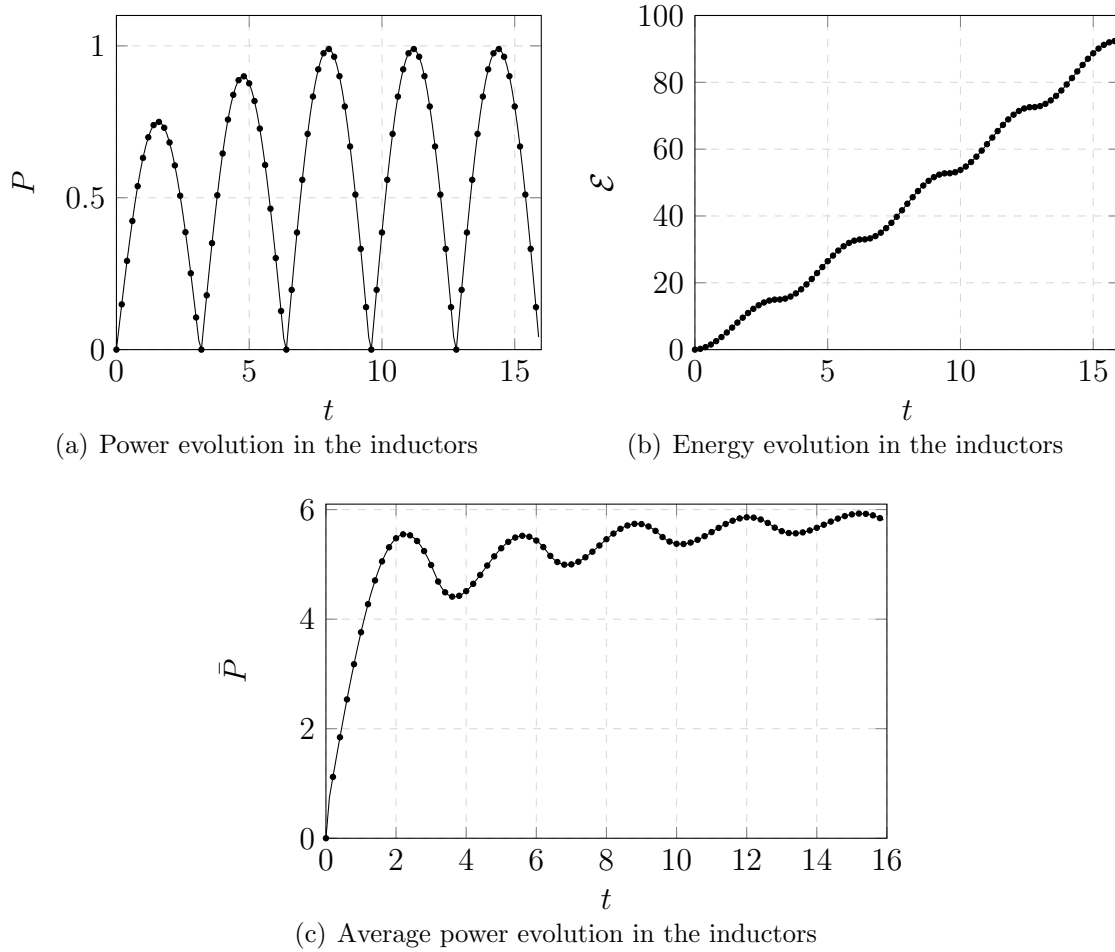 1
0.5
0
P
0 5 10 15
t
(a) Power evolution in the inductors
100
80
60
40
20
0
ℰ
0 5 10 15
t
(b) Energy evolution in the inductors
6
4
2
0
P̄
0 2 4 6 8 10 12 14 16
t
(c) Average power evolution in the inductors